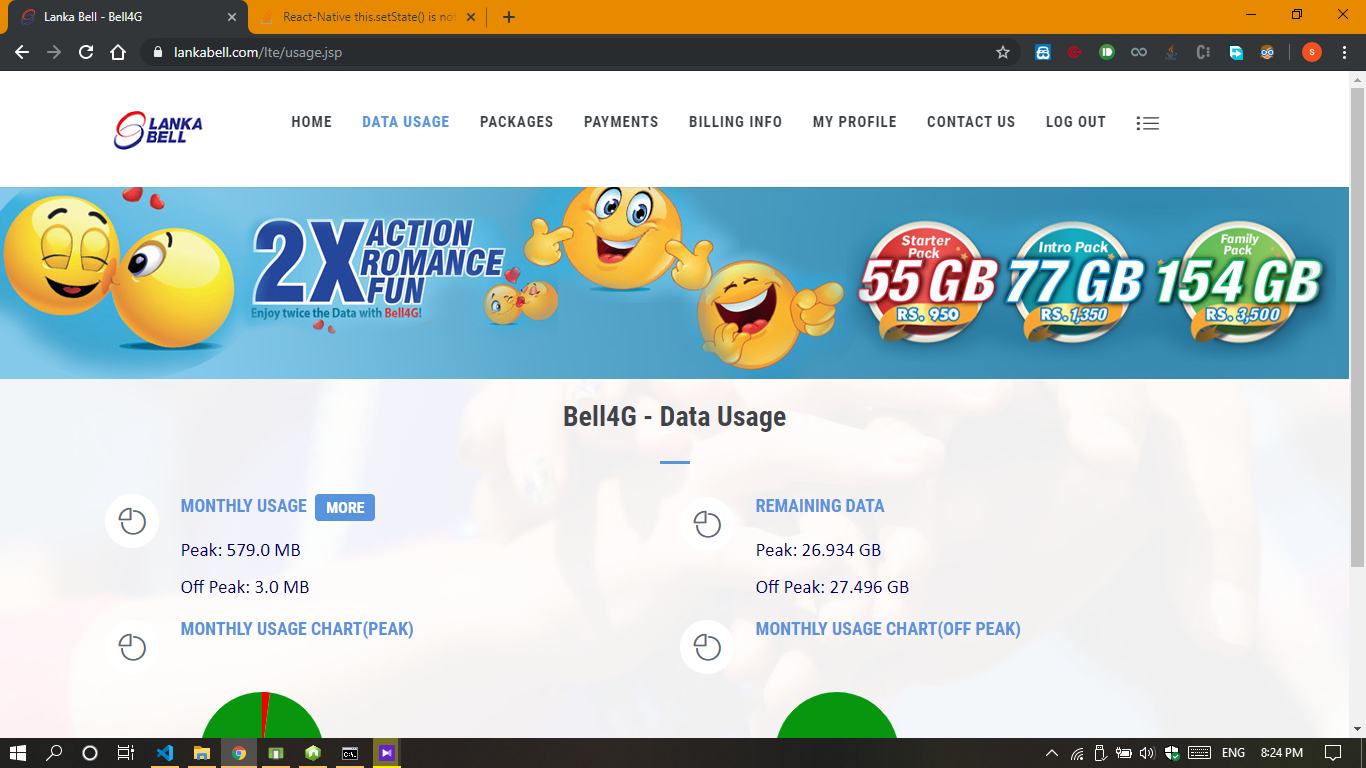 Lanka Bell - Bell4G
React-Native this.setState() is not
lankabell.com/lte/usage.jsp
S
LANKA
BELL
HOME DATA USAGE PACKAGES PAYMENTS BILLING INFO MY PROFILE CONTACT US LOG OUT
2X ACTION
ROMANCE
FUN
Enjoy twice the Data with Bell4G!
Starter
Pack
55 GB
RS. 950
Intro Pack
77 GB
RS. 1,350
Family
Pack
154 GB
RS. 3,500
Bell4G - Data Usage
MONTHLY USAGE MORE
Peak: 579.0 MB
Off Peak: 3.0 MB
REMAINING DATA
Peak: 26.934 GB
Off Peak: 27.496 GB
MONTHLY USAGE CHART(PEAK)
MONTHLY USAGE CHART(OFF PEAK)
ENG 8:24 PM